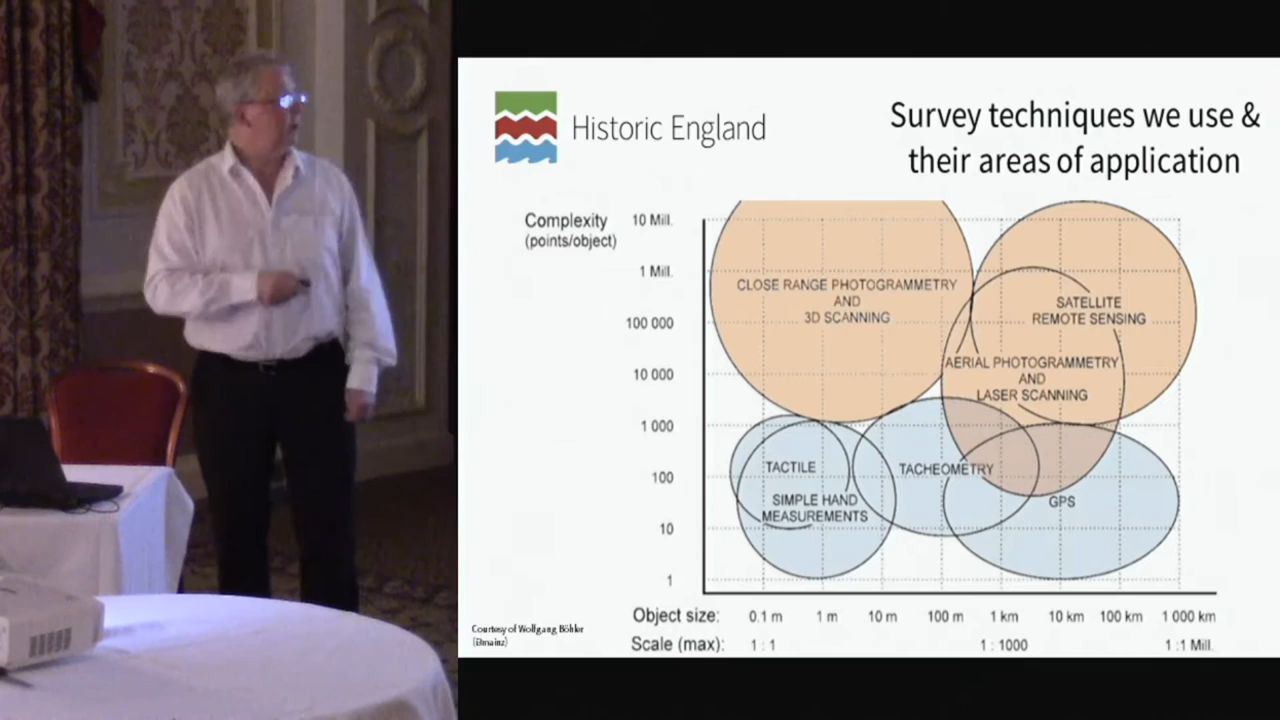 Historic England
Survey techniques we use &
their areas of application
Complexity
(points/object)
10 Mill.
1 Mill.
100 000
10 000
1 000
100
10
1
CLOSE RANGE PHOTOGRAMMETRY
AND
3D SCANNING
SATELLITE
REMOTE SENSING
AERIAL PHOTOGRAMMETRY
AND
LASER SCANNING
TACTILE
SIMPLE HAND
MEASUREMENTS
TACHEOMETRY
GPS
Object size: 0.1 m 1 m 10 m 100 m 1 km 10 km 100 km 1 000 km
Scale (max): 1 : 1 1 : 1000 1 :1 Mill.
Courtesy of Wolfgang Böhler